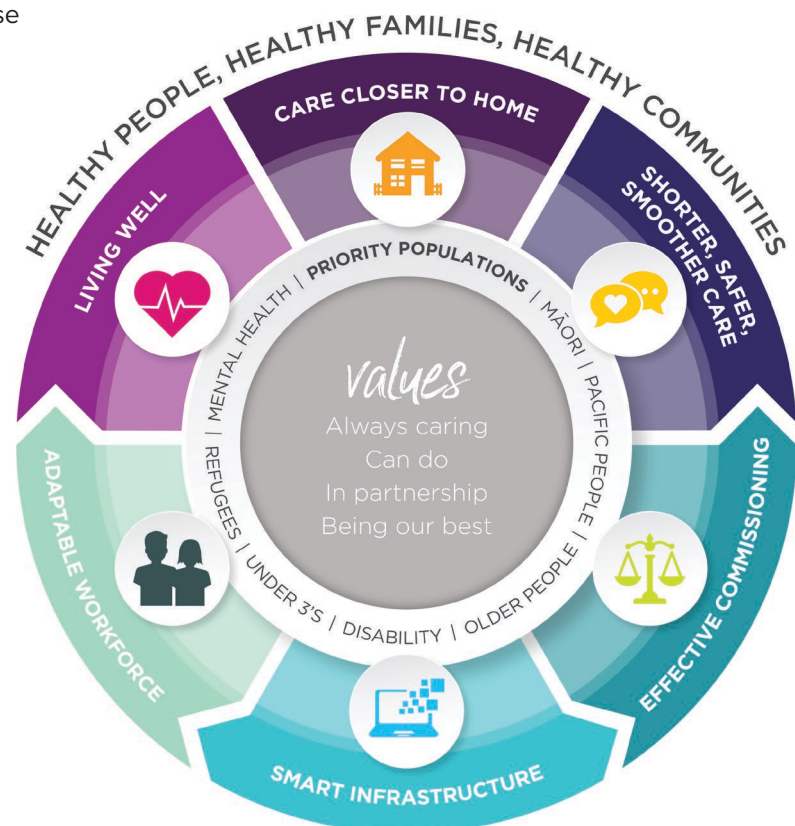 se
HEALTHY PEOPLE, HEALTHY FAMILIES, HEALTHY COMMUNITIES
CARE CLOSER TO HOME
LIVING WELL
SHORTER, SAFER,
SMOOTHER CARE
REFUGEES | MENTAL HEALTH | PRIORITY POPULATIONS | MĀORI | PACIFIC PEOPLE |
values
Always caring
Can do
In partnership
Being our best
UNDER 3'S | DISABILITY | OLDER PEOPLE |
ADAPTABLE WORKFORCE
EFFECTIVE COMMISSIONING
SMART INFRASTRUCTURE